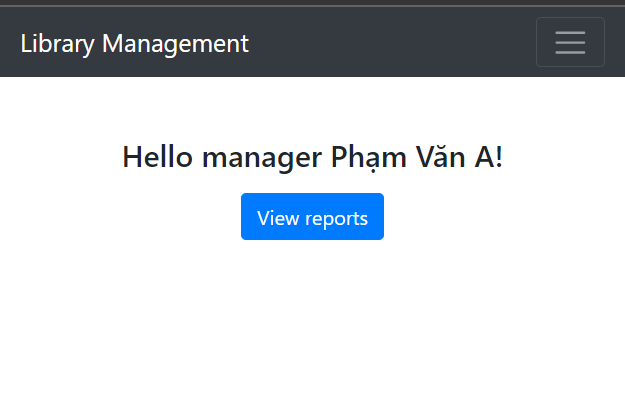 Library Management
Hello manager Phạm Văn A!
View reports